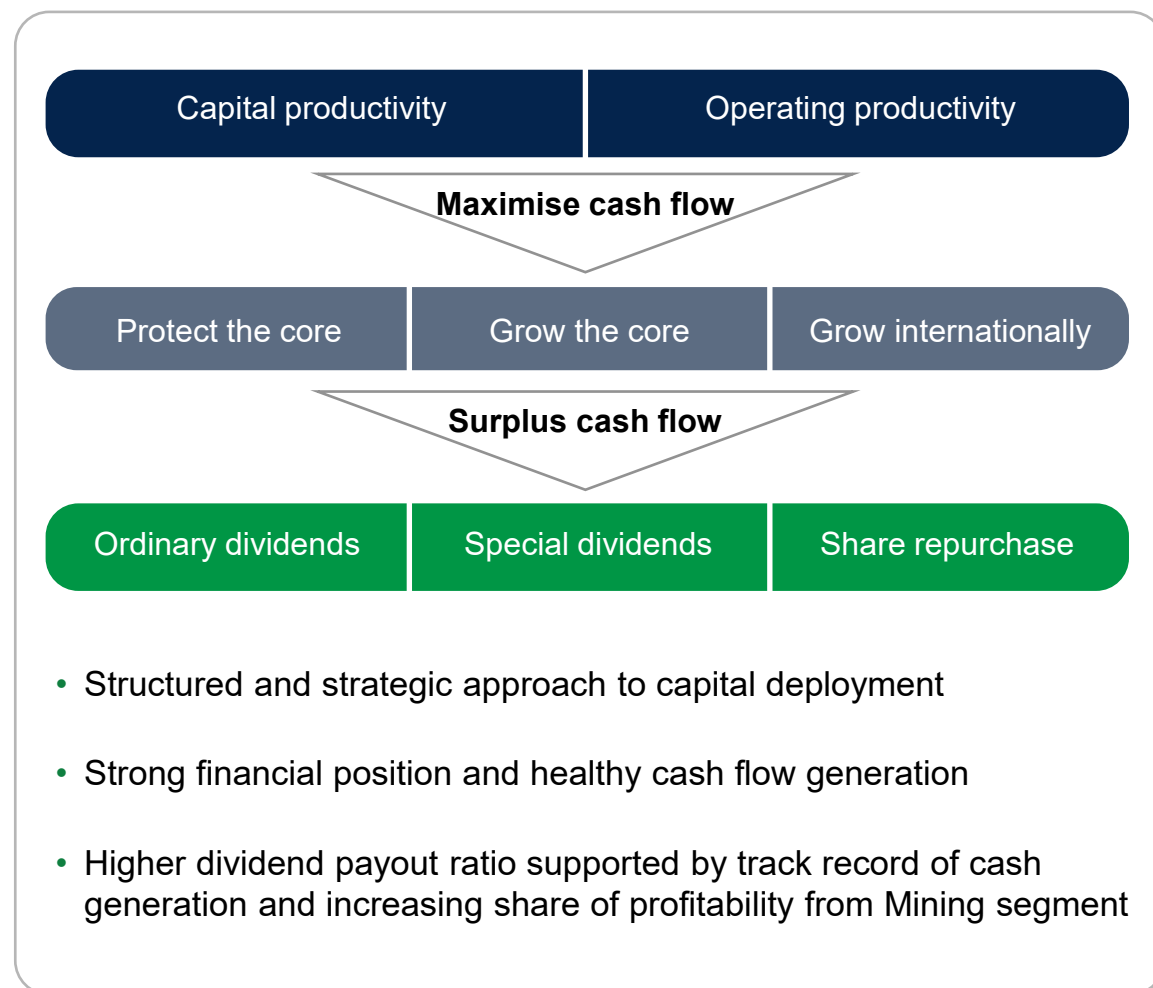 Capital productivity
Operating productivity
Maximise cash flow
Protect the core
Grow the core
Grow internationally
Surplus cash flow
Ordinary dividends
Special dividends
Share repurchase
• Structured and strategic approach to capital deployment
• Strong financial position and healthy cash flow generation
• Higher dividend payout ratio supported by track record of cash
generation and increasing share of profitability from Mining segment